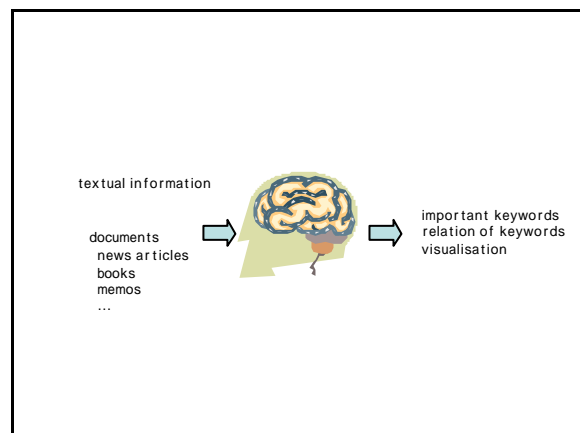 textual information
documents
news articles
books
memos
...
important keywords
relation of keywords
visualisation